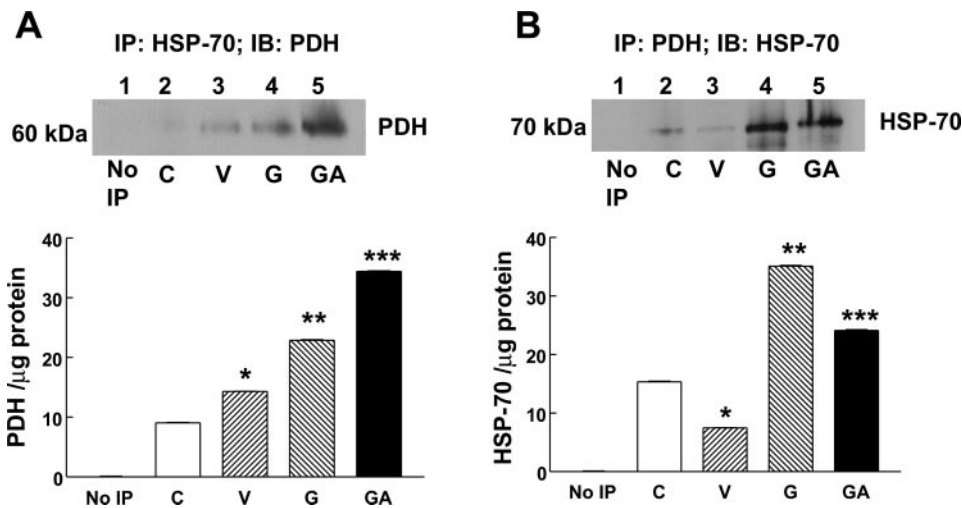 A
IP: HSP-70; IB: PDH
1 2 3 4 5
60 kDa PDH
No IP C V G GA
40
30
20
10
0
PDH /µg protein
*
**
***
No IP C V G GA
B
IP: PDH; IB: HSP-70
1 2 3 4 5
70 kDa HSP-70
No IP C V G GA
40
30
20
10
0
HSP-70 /µg protein
*
**
***
No IP C V G GA